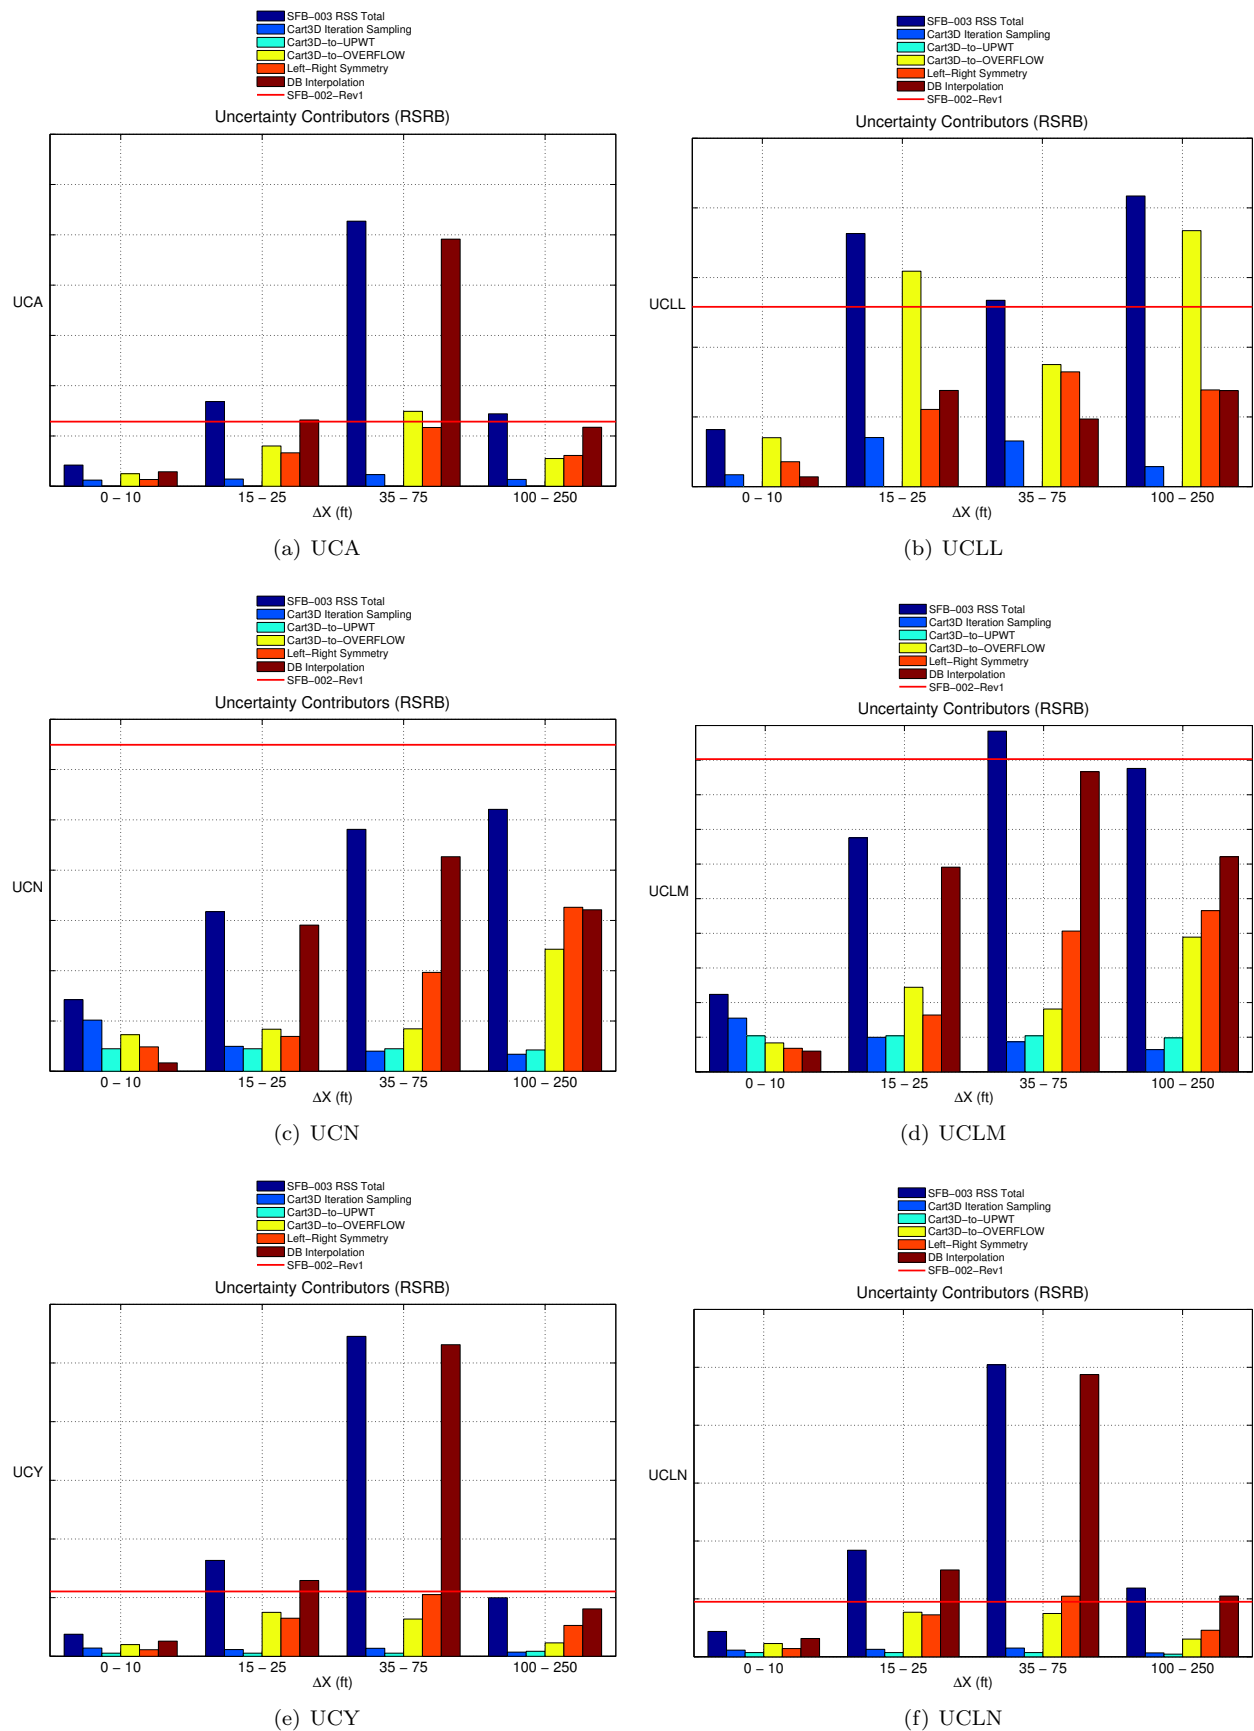 SFB−003 RSS Total
Cart3D Iteration Sampling
Cart3D−to−UPWT
Cart3D−to−OVERFLOW
Left−Right Symmetry
DB Interpolation
SFB−002−Rev1
Uncertainty Contributors (RSRB)
UCA
0 − 10
15 − 25
35 − 75
100 − 250
ΔX (ft)
(a) UCA
SFB−003 RSS Total
Cart3D Iteration Sampling
Cart3D−to−UPWT
Cart3D−to−OVERFLOW
Left−Right Symmetry
DB Interpolation
SFB−002−Rev1
Uncertainty Contributors (RSRB)
UCLL
0 − 10
15 − 25
35 − 75
100 − 250
ΔX (ft)
(b) UCLL
SFB−003 RSS Total
Cart3D Iteration Sampling
Cart3D−to−UPWT
Cart3D−to−OVERFLOW
Left−Right Symmetry
DB Interpolation
SFB−002−Rev1
Uncertainty Contributors (RSRB)
UCN
0 − 10
15 − 25
35 − 75
100 − 250
ΔX (ft)
(c) UCN
SFB−003 RSS Total
Cart3D Iteration Sampling
Cart3D−to−UPWT
Cart3D−to−OVERFLOW
Left−Right Symmetry
DB Interpolation
SFB−002−Rev1
Uncertainty Contributors (RSRB)
UCLM
0 − 10
15 − 25
35 − 75
100 − 250
ΔX (ft)
(d) UCLM
SFB−003 RSS Total
Cart3D Iteration Sampling
Cart3D−to−UPWT
Cart3D−to−OVERFLOW
Left−Right Symmetry
DB Interpolation
SFB−002−Rev1
Uncertainty Contributors (RSRB)
UCY
0 − 10
15 − 25
35 − 75
100 − 250
ΔX (ft)
(e) UCY
SFB−003 RSS Total
Cart3D Iteration Sampling
Cart3D−to−UPWT
Cart3D−to−OVERFLOW
Left−Right Symmetry
DB Interpolation
SFB−002−Rev1
Uncertainty Contributors (RSRB)
UCLN
0 − 10
15 − 25
35 − 75
100 − 250
ΔX (ft)
(f) UCLN